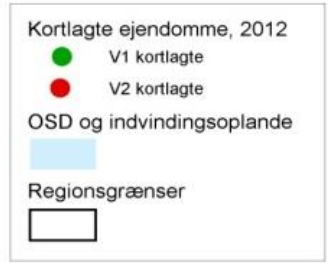 Kortlagte ejendomme, 2012
V1 kortlagte
V2 kortlagte
OSD og indvindingsoplande
Regionsgrænser